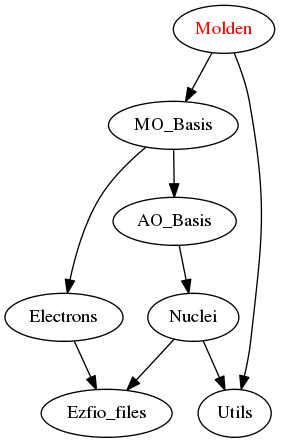 Molden
MO_Basis
AO_Basis
Electrons
Nuclei
Ezfio_files
Utils